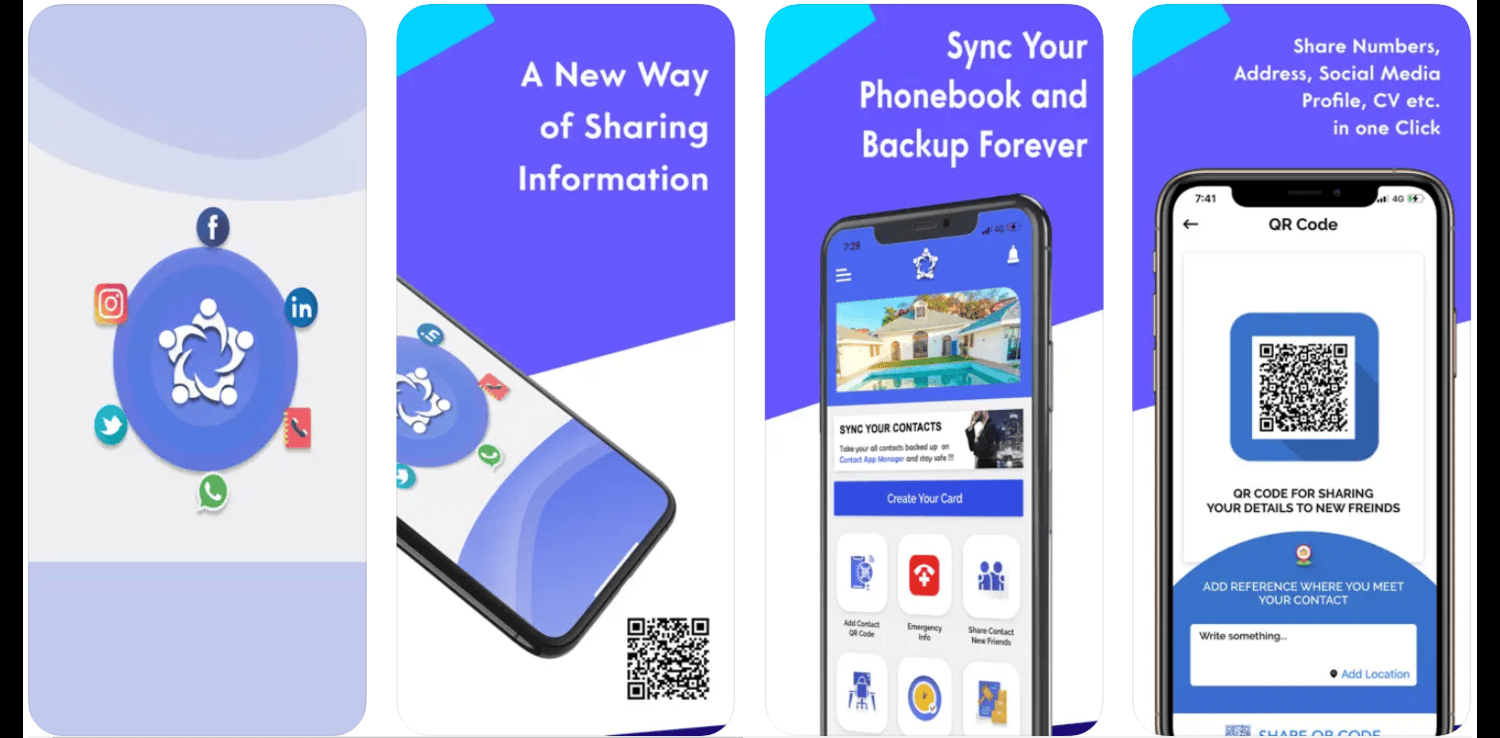 A New Way
of Sharing
Information
Sync Your
Phonebook and
Backup Forever
7:29
4G
SYNC YOUR CONTACTS
Take your all contacts backed up on
Contact App Manager and stay safe !!!
Create Your Card
Add Contact
QR Code
Emergency
Info
Share Contact
New Friends
Share Numbers,
Address, Social Media
Profile, CV etc.
in one Click
7:41
4G
QR Code
QR CODE FOR SHARING
YOUR DETAILS TO NEW FREINDS
ADD REFERENCE WHERE YOU MEET
YOUR CONTACT
Write something...
Add Location
SHARE QR CODE